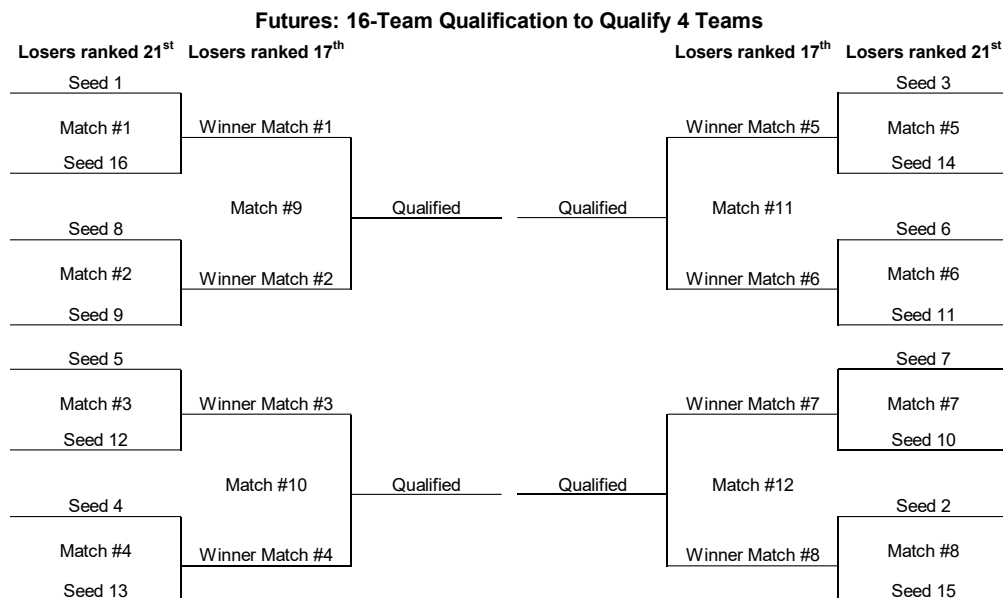 Futures: 16-Team Qualification to Qualify 4 Teams
Losers ranked 21st Losers ranked 17th Losers ranked 17th Losers ranked 21st
Seed 1 Seed 3
Match #1 Winner Match #1 Winner Match #5 Match #5
Seed 16 Seed 14
Match #9 Qualified Qualified Match #11
Seed 8 Seed 6
Match #2 Winner Match #2 Winner Match #6 Match #6
Seed 9 Seed 11
Seed 5 Seed 7
Match #3 Winner Match #3 Winner Match #7 Match #7
Seed 12 Seed 10
Match #10 Qualified Qualified Match #12
Seed 4 Seed 2
Match #4 Winner Match #4 Winner Match #8 Match #8
Seed 13 Seed 15